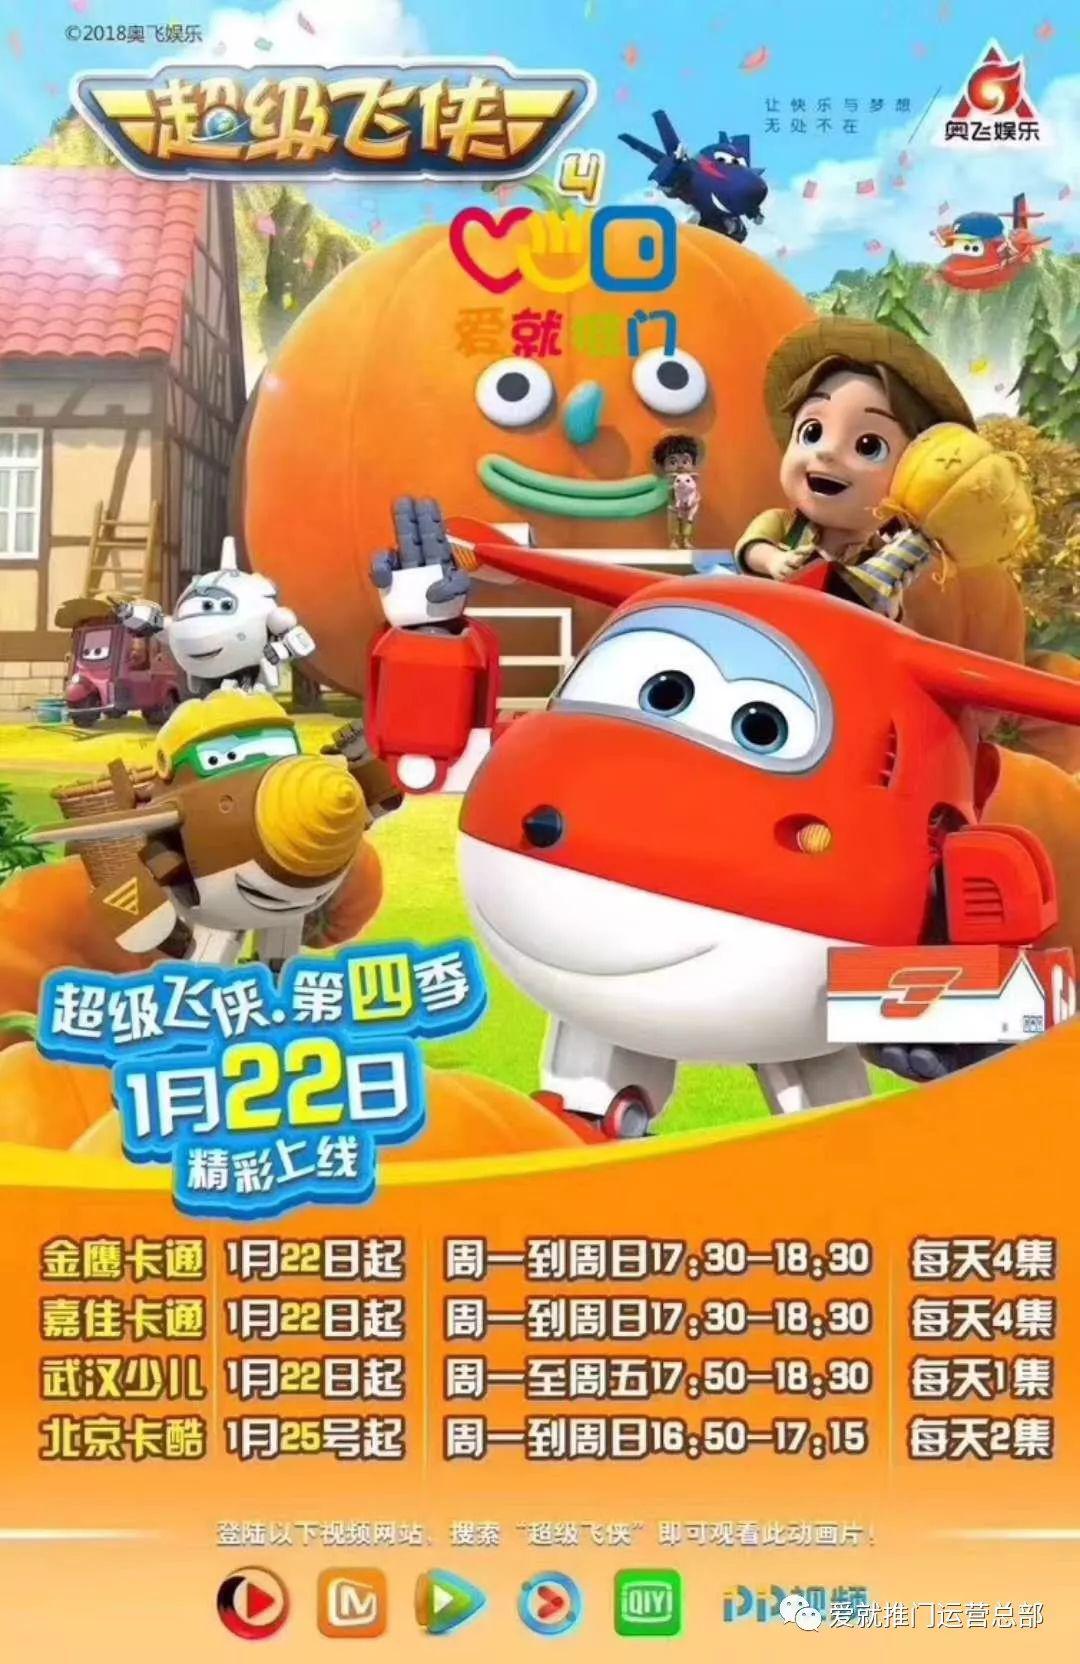 ©2018奥飞娱乐
超级飞侠
4
让快乐与梦想
无处不在
奥飞娱乐
爱就推门
超级飞侠.第四季
1月22日
精彩上线
金鹰卡通 1月22日起 周一到周日17:30-18:30 每天4集
嘉佳卡通 1月22日起 周一到周日17:30-18:30 每天4集
武汉少儿 1月22日起 周一至周五17:50-18:30 每天1集
北京卡酷 1月25号起 周一到周日16:50-17:15 每天2集
登陆以下视频网站、搜索“超级飞侠”即可观看此动画片!
iQIYI
PP视频
爱就推门运营总部